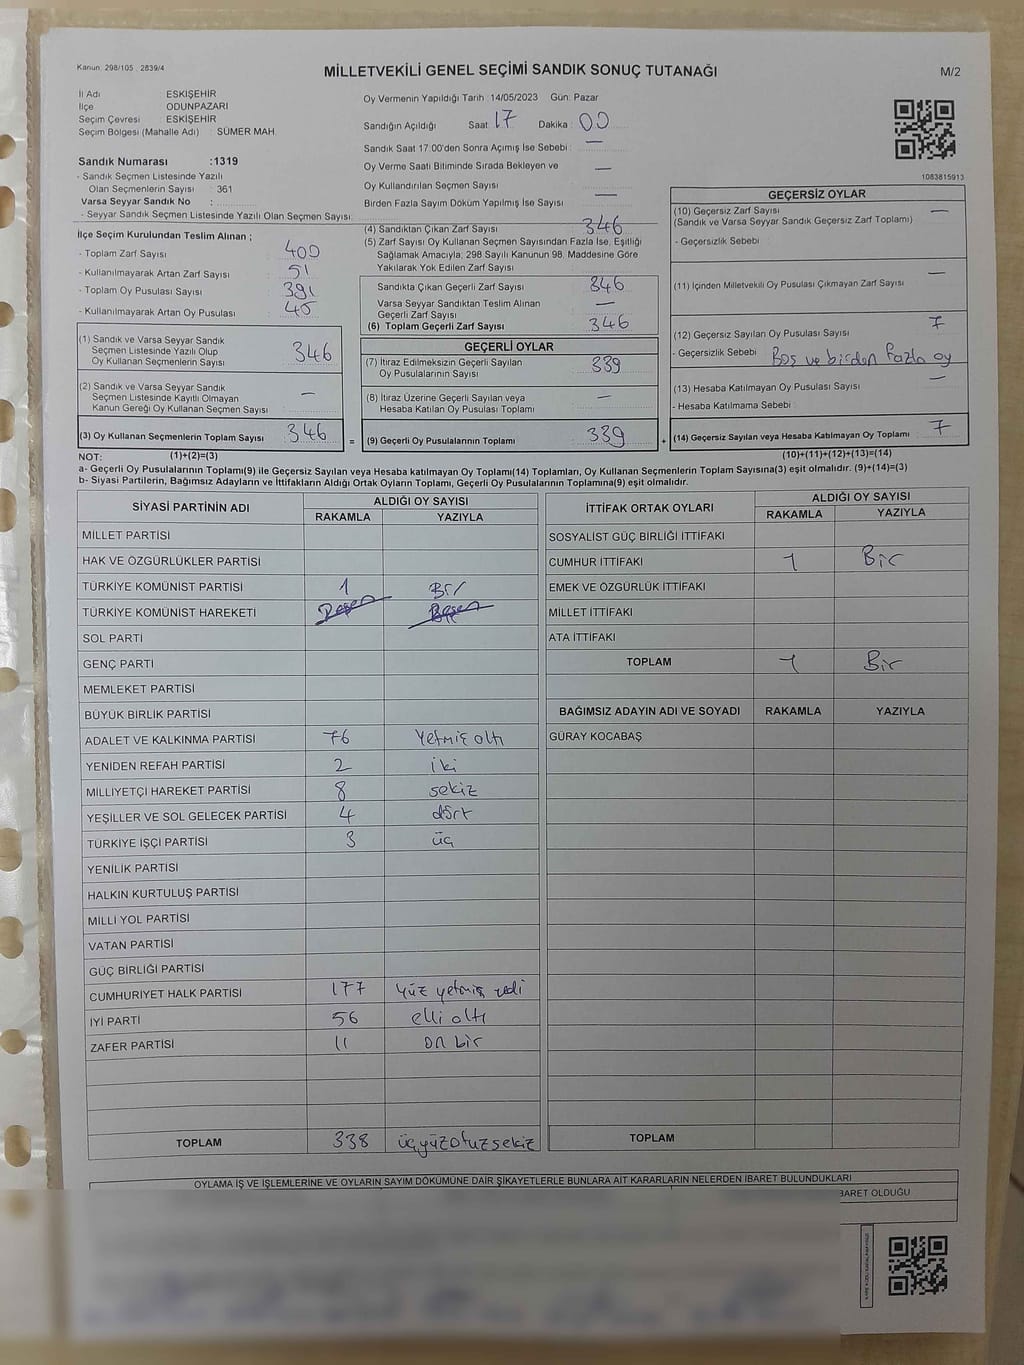 Kanun: 298/105 . 2839/4
MİLLETVEKİLİ GENEL SEÇİMİ SANDIK SONUÇ TUTANAĞI
M/2
İl Adı : ESKİŞEHİR
İlçe : ODUNPAZARI
Seçim Çevresi : ESKİŞEHİR
Seçim Bölgesi (Mahalle Adı) : SÜMER MAH.
Sandık Numarası :1319
- Sandık Seçmen Listesinde Yazılı
Olan Seçmenlerin Sayısı : 361
Varsa Seyyar Sandık No :
- Seyyar Sandık Seçmen Listesinde Yazılı Olan Seçmen Sayısı:
Oy Vermenin Yapıldığı Tarih :14/05/2023 Gün: Pazar
Sandığın Açıldığı Saat : 17 Dakika : 00
Sandık Saat 17:00'den Sonra Açımış İse Sebebi : —
Oy Verme Saati Bitiminde Sırada Bekleyen ve
Oy Kullandırılan Seçmen Sayısı —
Birden Fazla Sayım Döküm Yapılmış İse Sayısı : —
1083815913
İlçe Seçim Kurulundan Teslim Alınan ;
- Toplam Zarf Sayısı : 400
- Kullanılmayarak Artan Zarf Sayısı : 51
- Toplam Oy Pusulası Sayısı : 391
- Kullanılmayarak Artan Oy Pusulası : 45
(1) Sandık ve Varsa Seyyar Sandık
Seçmen Listesinde Yazılı Olup
Oy Kullanan Seçmenlerin Sayısı 346
(2) Sandık ve Varsa Seyyar Sandık
Seçmen Listesinde Kayıtlı Olmayan
Kanun Gereği Oy Kullanan Seçmen Sayısı —
(3) Oy Kullanan Seçmenlerin Toplam Sayısı 346
(4) Sandıktan Çıkan Zarf Sayısı 346
(5) Zarf Sayısı Oy Kullanan Seçmen Sayısından Fazla İse, Eşitliği
Sağlamak Amacıyla; 298 Sayılı Kanunun 98. Maddesine Göre
Yakılarak Yok Edilen Zarf Sayısı
Sandıkta Çıkan Geçerli Zarf Sayısı 346
Varsa Seyyar Sandıktan Teslim Alınan
Geçerli Zarf Sayısı —
(6) Toplam Geçerli Zarf Sayısı 346
GEÇERLİ OYLAR
(7) İtiraz Edilmeksizin Geçerli Sayılan
Oy Pusulalarının Sayısı 339
(8) İtiraz Üzerine Geçerli Sayılan veya
Hesaba Katılan Oy Pusulası Toplamı —
= (9) Geçerli Oy Pusulalarının Toplamı 339
GEÇERSİZ OYLAR
(10) Geçersiz Zarf Sayısı —
(Sandık ve Varsa Seyyar Sandık Geçersiz Zarf Toplamı)
- Geçersizlik Sebebi
(11) İçinden Milletvekili Oy Pusulası Çıkmayan Zarf Sayısı —
(12) Geçersiz Sayılan Oy Pusulası Sayısı 7
- Geçersizlik Sebebi Boş ve birden fazla oy
(13) Hesaba Katılmayan Oy Pusulası Sayısı —
- Hesaba Katılmama Sebebi
+ (14) Geçersiz Sayılan veya Hesaba Katılmayan Oy Toplamı 7
NOT: (1)+(2)=(3) (10)+(11)+(12)+(13)=(14)
a- Geçerli Oy Pusulalarının Toplamı(9) ile Geçersiz Sayılan veya Hesaba katılmayan Oy Toplamı(14) Toplamları, Oy Kullanan Seçmenlerin Toplam Sayısına(3) eşit olmalıdır. (9)+(14)=(3)
b- Siyasi Partilerin, Bağımsız Adayların ve İttifakların Aldığı Ortak Oyların Toplamı, Geçerli Oy Pusulalarının Toplamına(9) eşit olmalıdır.
SİYASİ PARTİNİN ADI ALDIĞI OY SAYISI
RAKAMLA YAZIYLA
MİLLET PARTİSİ
HAK VE ÖZGÜRLÜKLER PARTİSİ
TÜRKİYE KOMÜNİST PARTİSİ 1 Bir
TÜRKİYE KOMÜNİST HAREKETİ
SOL PARTİ
GENÇ PARTİ
MEMLEKET PARTİSİ
BÜYÜK BİRLİK PARTİSİ
ADALET VE KALKINMA PARTİSİ 76 Yetmiş altı
YENİDEN REFAH PARTİSİ 2 iki
MİLLİYETÇİ HAREKET PARTİSİ 8 sekiz
YEŞİLLER VE SOL GELECEK PARTİSİ 4 dört
TÜRKİYE İŞÇİ PARTİSİ 3 üç
YENİLİK PARTİSİ
HALKIN KURTULUŞ PARTİSİ
MİLLİ YOL PARTİSİ
VATAN PARTİSİ
GÜÇ BİRLİĞİ PARTİSİ
CUMHURİYET HALK PARTİSİ 177 Yüz yetmiş yedi
İYİ PARTİ 56 elli altı
ZAFER PARTİSİ 11 on bir
TOPLAM 338 üçyüzotuzsekiz
İTTİFAK ORTAK OYLARI ALDIĞI OY SAYISI
RAKAMLA YAZIYLA
SOSYALİST GÜÇ BİRLİĞİ İTTİFAKI
CUMHUR İTTİFAKI 1 Bir
EMEK VE ÖZGÜRLÜK İTTİFAKI
MİLLET İTTİFAKI
ATA İTTİFAKI
TOPLAM 1 Bir
BAĞIMSIZ ADAYIN ADI VE SOYADI RAKAMLA YAZIYLA
GÜRAY KOCABAŞ
TOPLAM
OYLAMA İŞ VE İŞLEMLERİNE VE OYLARIN SAYIM DÖKÜMÜNE DAİR ŞİKAYETLERLE BUNLARA AİT KARARLARIN NELERDEN İBARET BULUNDUKLARI
BARET OLDUĞU